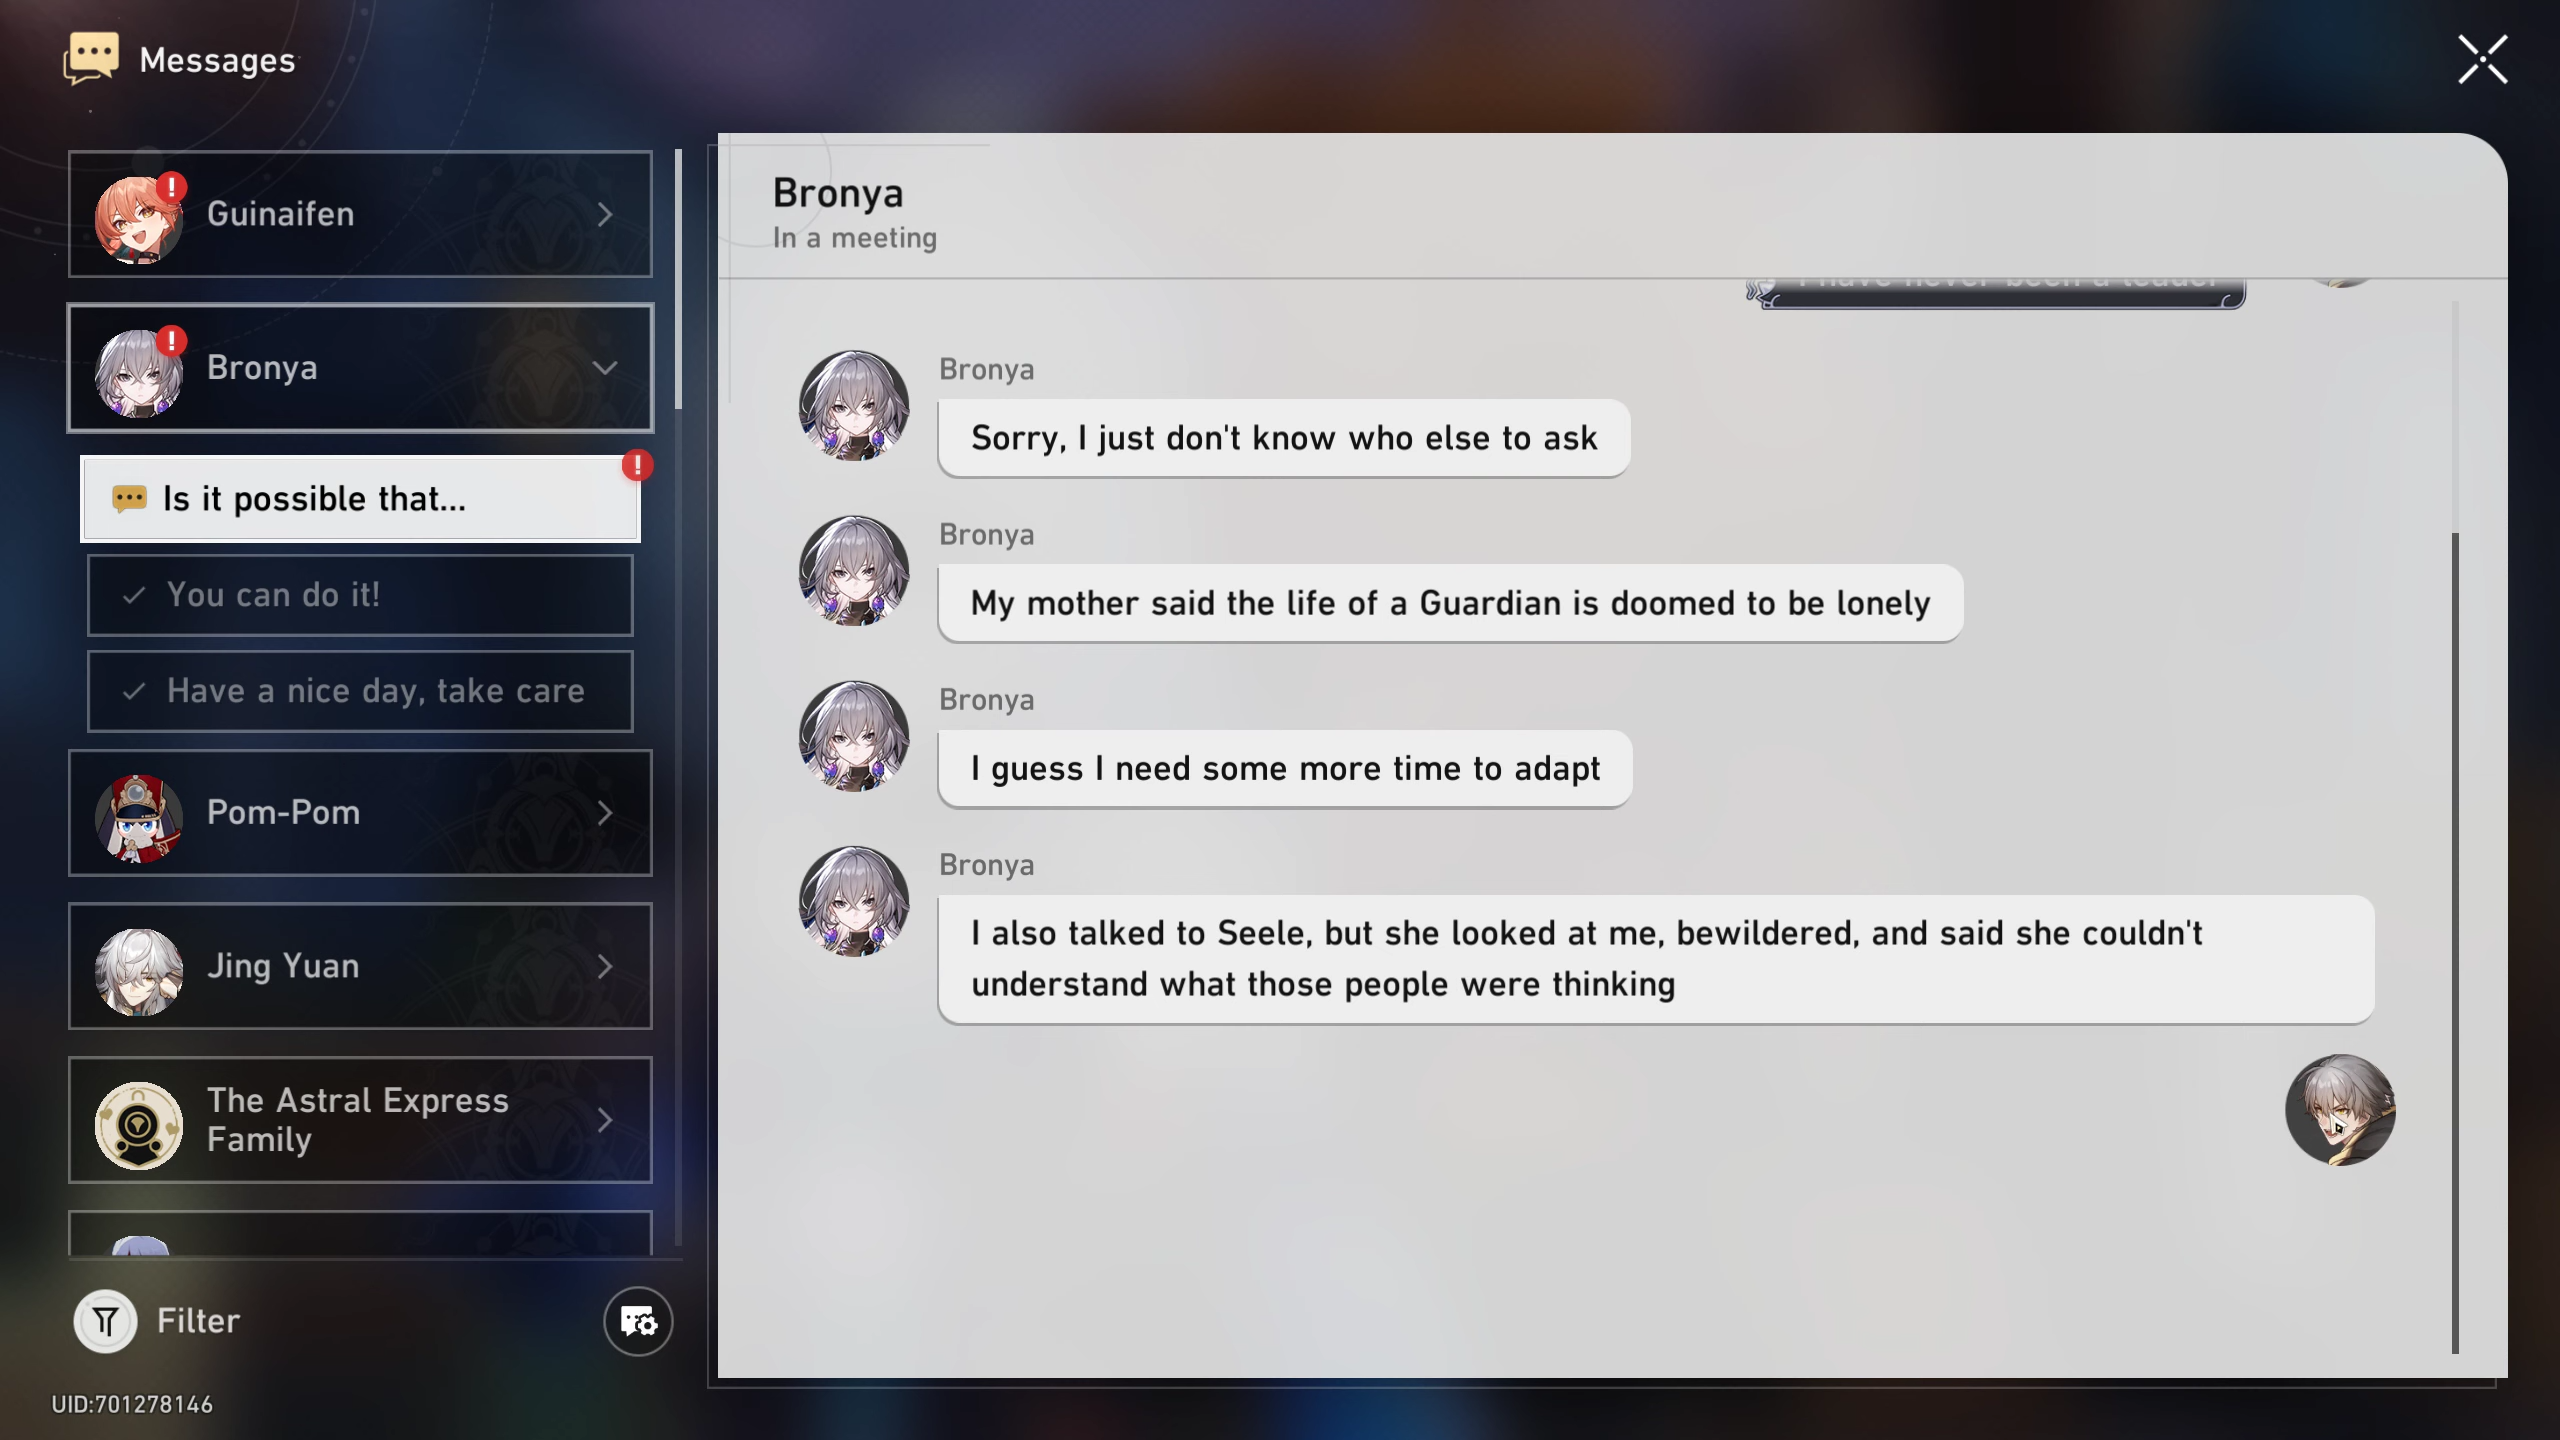 Messages
Guinaifen
Bronya
Is it possible that...
You can do it!
Have a nice day, take care
Pom-Pom
Jing Yuan
The Astral Express
Family
Filter
UID:701278146
Bronya
In a meeting
I have never been a leader
Bronya
Sorry, I just don't know who else to ask
Bronya
My mother said the life of a Guardian is doomed to be lonely
Bronya
I guess I need some more time to adapt
Bronya
I also talked to Seele, but she looked at me, bewildered, and said she couldn't
understand what those people were thinking